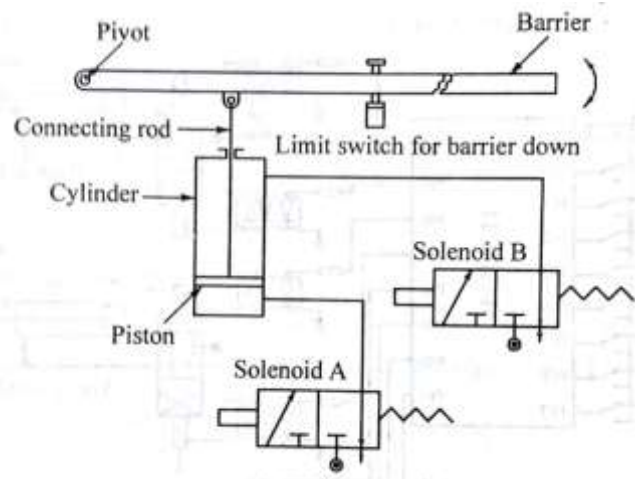 Pivot
Barrier
Connecting rod
Limit switch for barrier down
Cylinder
Solenoid B
Piston
Solenoid A